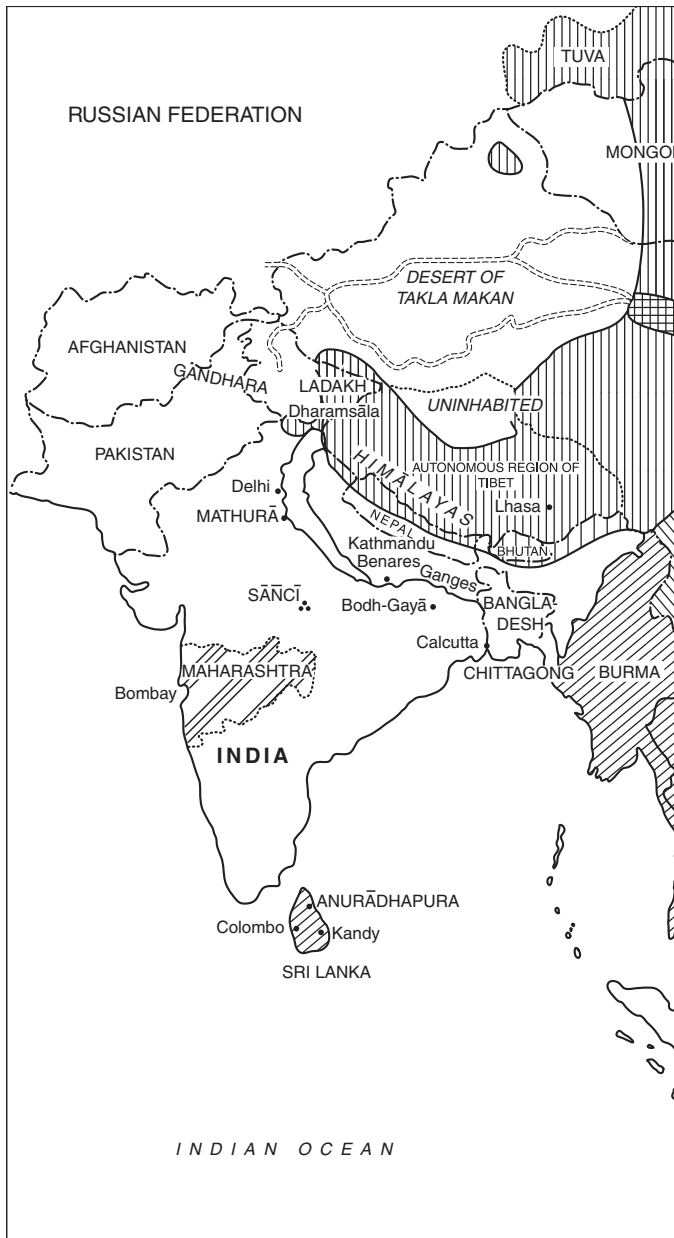 TUVA
RUSSIAN FEDERATION
MONGOL
DESERT OF
TAKLA MAKAN
AFGHANISTAN
GANDHARA
LADAKH
Dharamsāla
UNINHABITED
PAKISTAN
HIMĀLAYAS
AUTONOMOUS REGION OF
TIBET
Delhi
Lhasa
MATHURĀ
NEPAL
Kathmandu
BHUTAN
Benares
Ganges
SĀÑCĪ
Bodh-Gayā
BANGLA-
DESH
Calcutta
MAHARASHTRA
CHITTAGONG
BURMA
Bombay
INDIA
ANURĀDHAPURA
Colombo
Kandy
SRI LANKA
INDIAN OCEAN